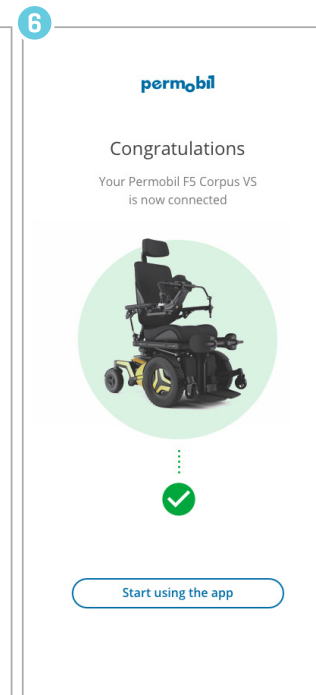 6
permobil
Congratulations
Your Permobil F5 Corpus VS
is now connected
Start using the app